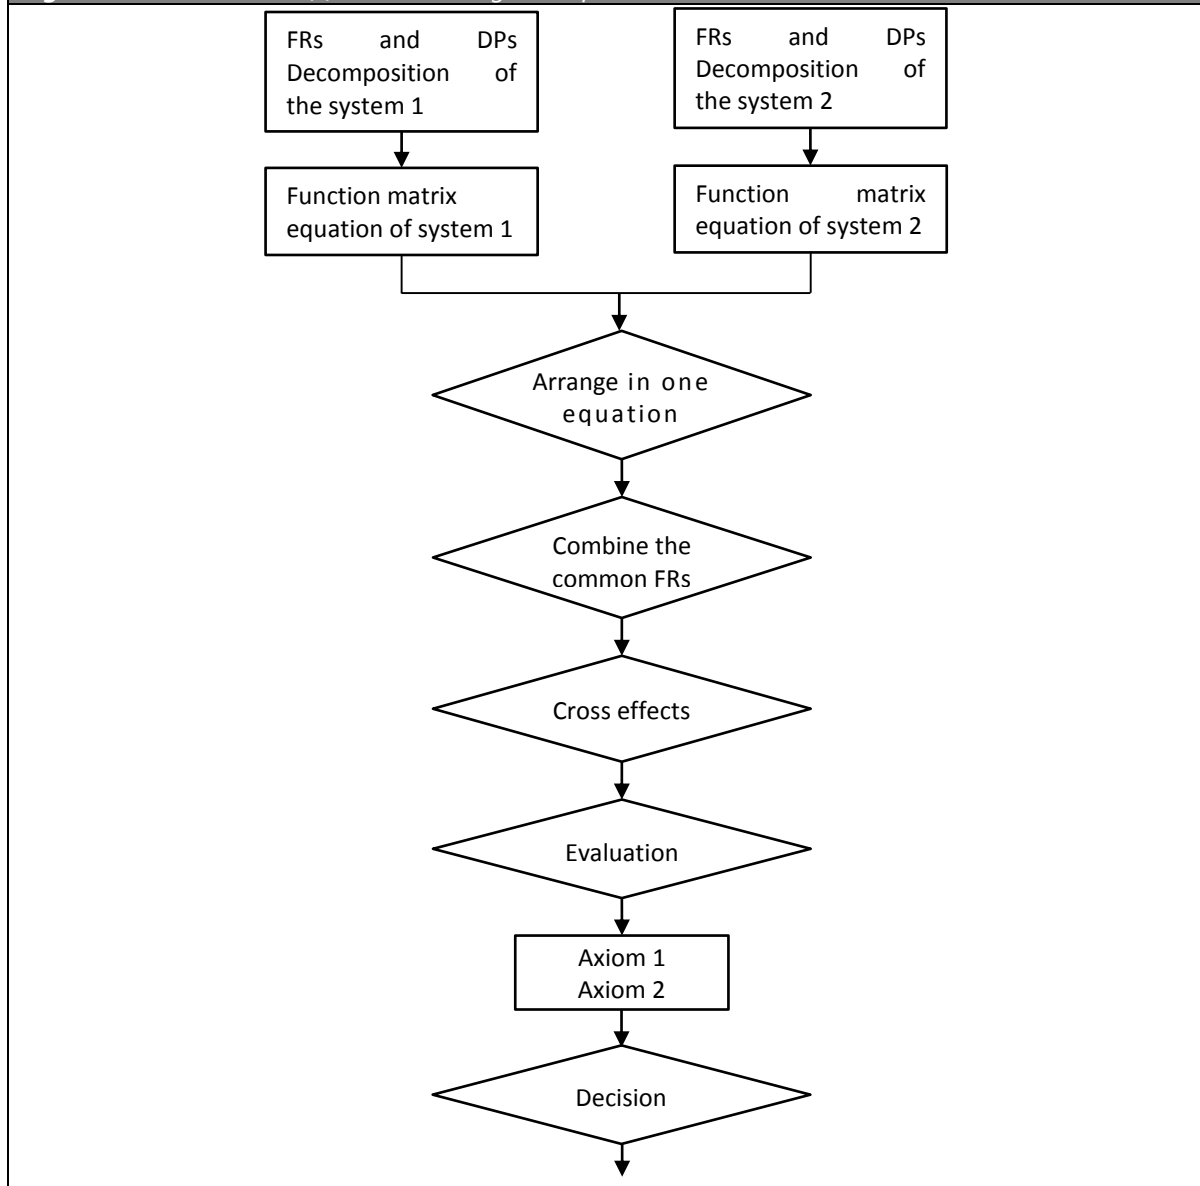 FRs and DPs
Decomposition of
the system 1
FRs and DPs
Decomposition of
the system 2
Function matrix
equation of system 1
Function matrix
equation of system 2
Arrange in one
equation
Combine the
common FRs
Cross effects
Evaluation
Axiom 1
Axiom 2
Decision